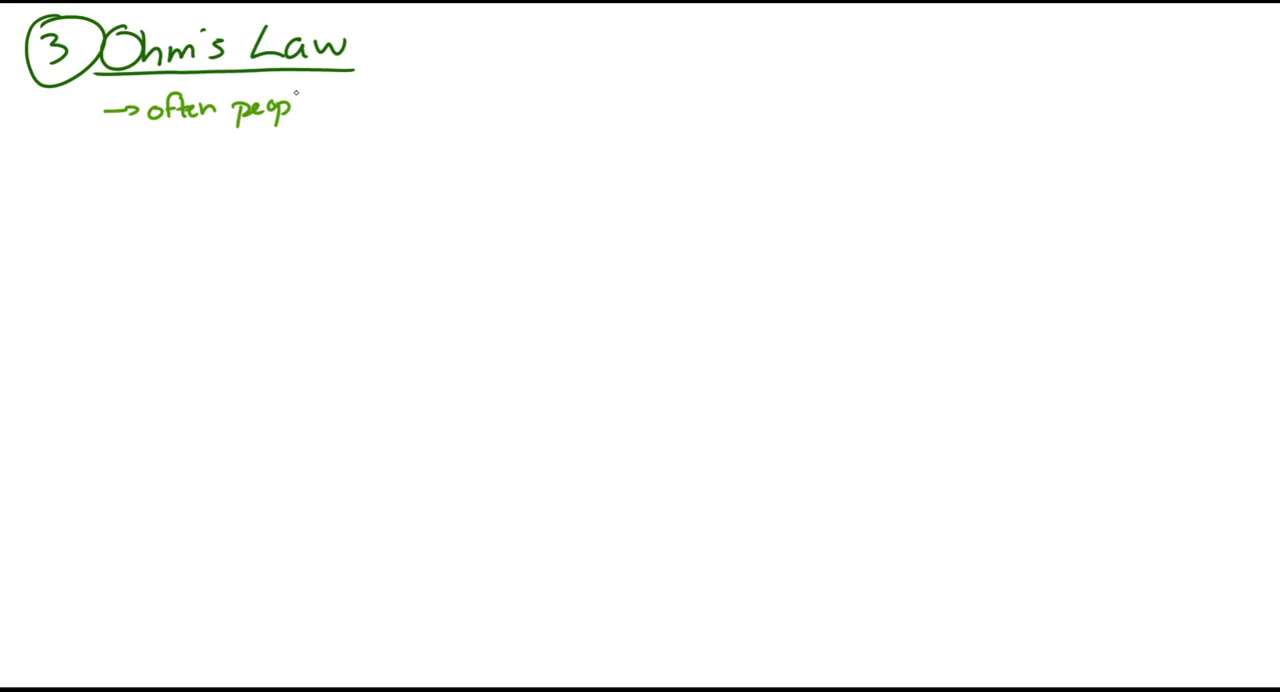 3 Ohm's Law
→ often peop